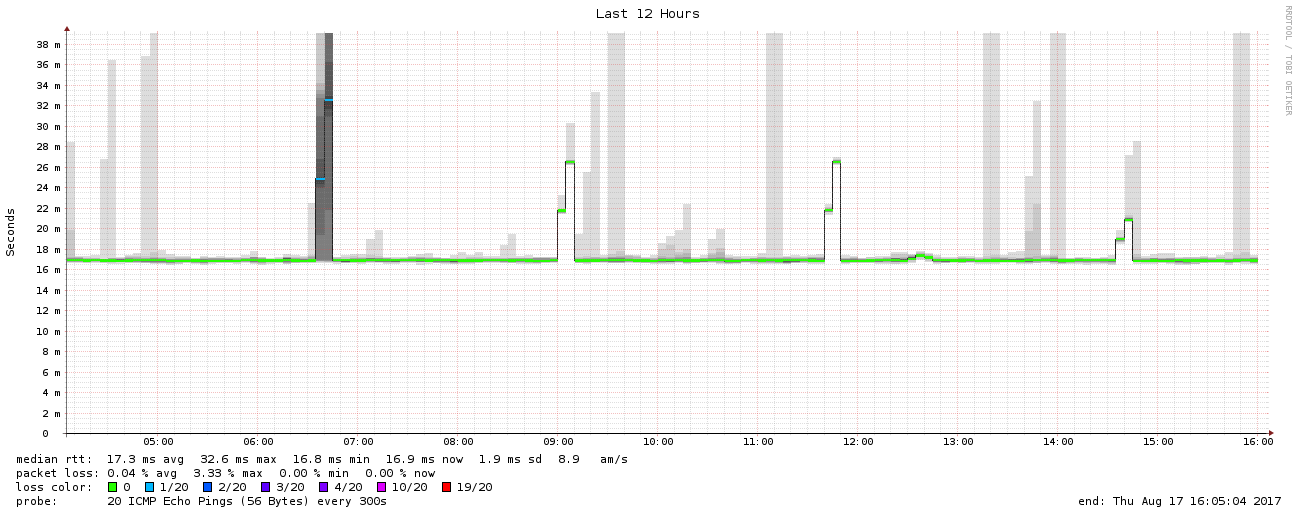 Last 12 Hours
RRDTOOL / TOBI OETIKER
Seconds
38 m
36 m
34 m
32 m
30 m
28 m
26 m
24 m
22 m
20 m
18 m
16 m
14 m
12 m
10 m
8 m
6 m
4 m
2 m
0
05:00 06:00 07:00 08:00 09:00 10:00 11:00 12:00 13:00 14:00 15:00 16:00
median rtt: 17.3 ms avg 32.6 ms max 16.8 ms min 16.9 ms now 1.9 ms sd 8.9 am/s
packet loss: 0.04 % avg 3.33 % max 0.00 % min 0.00 % now
loss color: 0 1/20 2/20 3/20 4/20 10/20 19/20
probe: 20 ICMP Echo Pings (56 Bytes) every 300s end: Thu Aug 17 16:05:04 2017